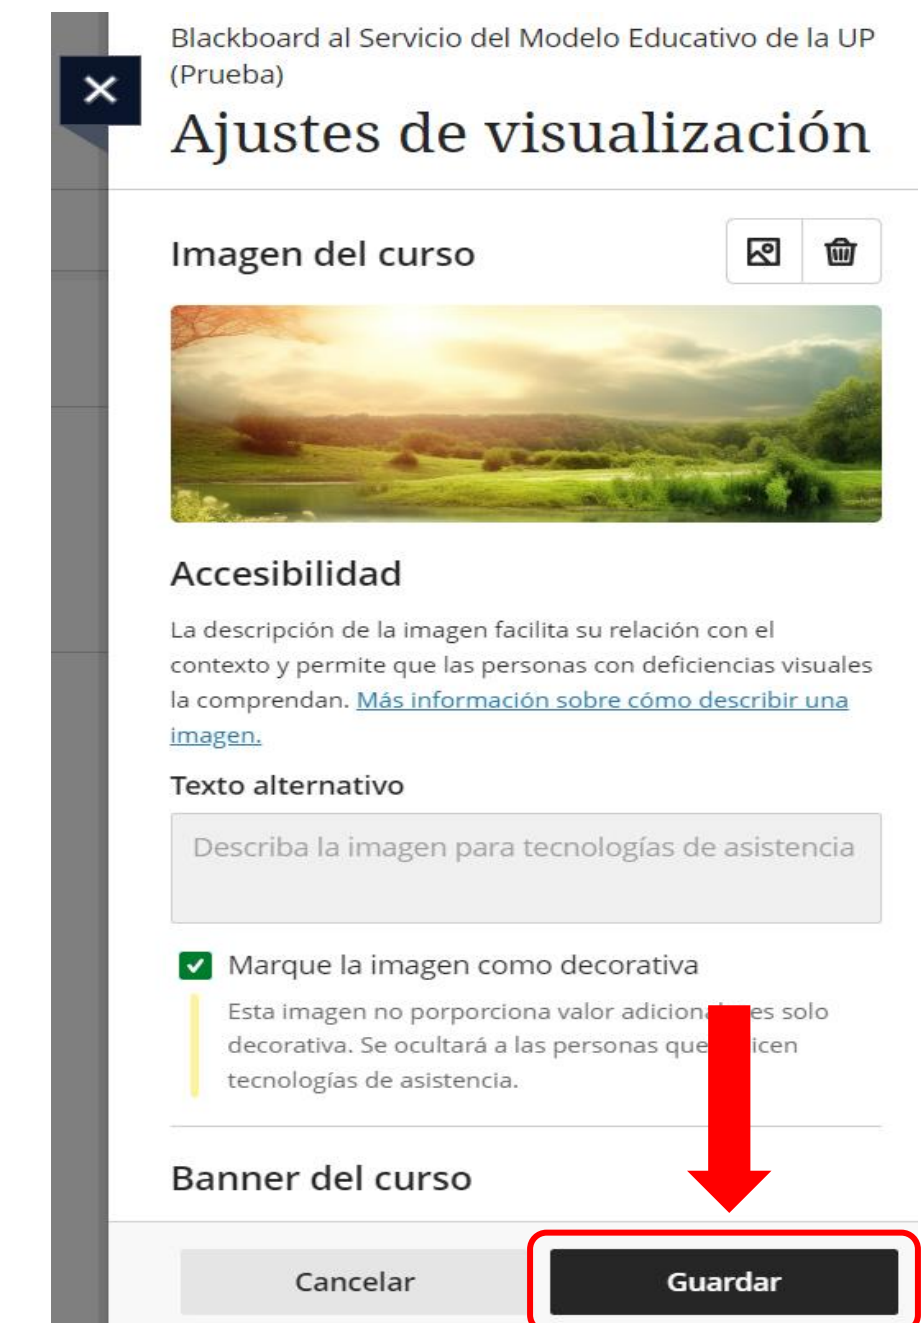 Blackboard al Servicio del Modelo Educativo de la UP
(Prueba)
Ajustes de visualización
Imagen del curso
Accesibilidad
La descripción de la imagen facilita su relación con el
contexto y permite que las personas con deficiencias visuales
la comprendan. Más información sobre cómo describir una
imagen.
Texto alternativo
Describa la imagen para tecnologías de asistencia
Marque la imagen como decorativa
Esta imagen no porporciona valor es solo
decorativa. Se ocultará a las personas que
tecnologías de asistencia.
Banner del curso
Cancelar
Guardar